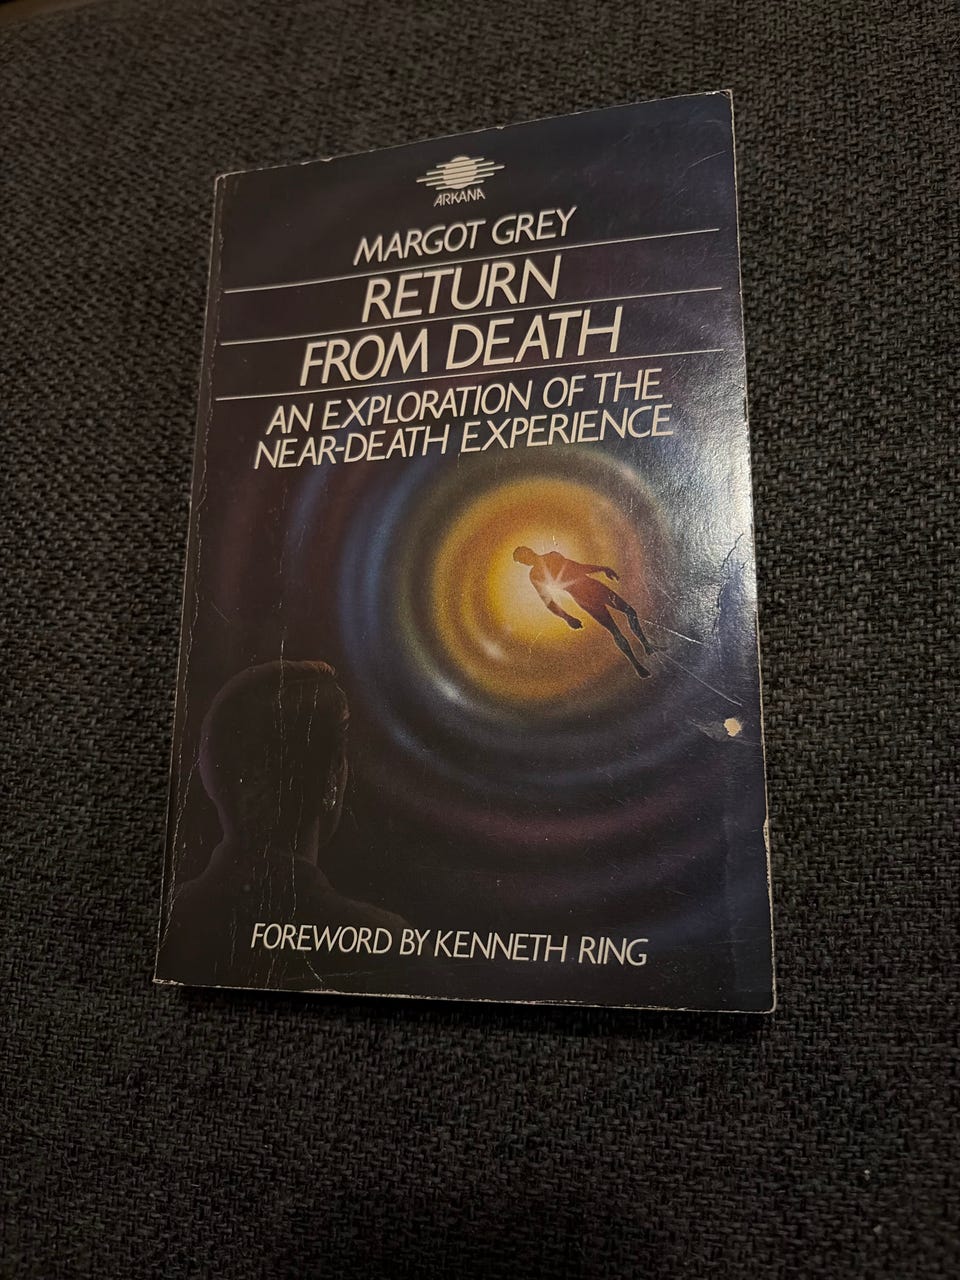 ARKANA
MARGOT GREY
RETURN
FROM DEATH
AN EXPLORATION OF THE
NEAR-DEATH EXPERIENCE
FOREWORD BY KENNETH RING